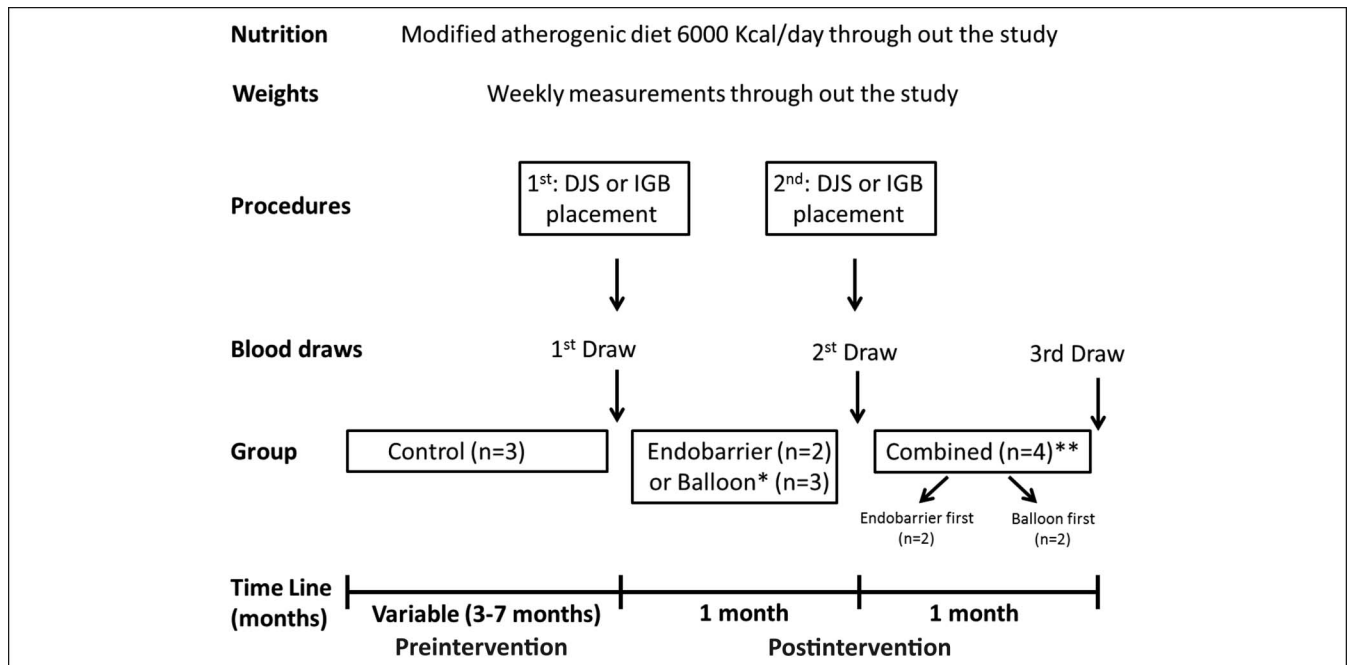 Nutrition Modified atherogenic diet 6000 Kcal/day through out the study
Weights Weekly measurements through out the study
Procedures
1st: DJS or IGB
placement
2nd: DJS or IGB
placement
Blood draws 1st Draw 2st Draw 3rd Draw
Group
Control (n=3)
Endobarrier (n=2)
or Balloon* (n=3)
Combined (n=4)**
Endobarrier first
(n=2)
Balloon first
(n=2)
Time Line
(months)
Variable (3-7 months) 1 month 1 month
Preintervention Postintervention